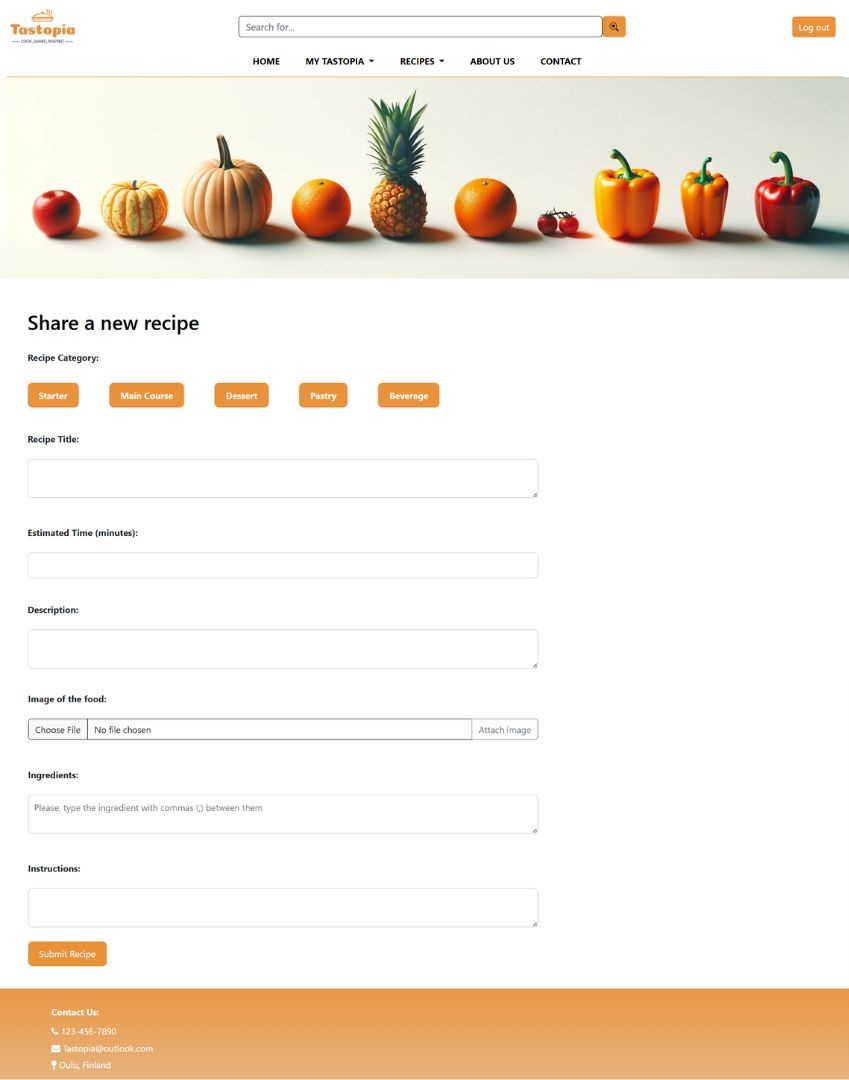 Tastopia
COOK, SHARE, INSPIRE!
Search for...
Log out
HOME
MY TASTOPIA
RECIPES
ABOUT US
CONTACT
Share a new recipe
Recipe Category:
Starter
Main Course
Dessert
Pastry
Beverage
Recipe Title:
Estimated Time (minutes):
Description:
Image of the food:
Choose File
No file chosen
Attach image
Ingredients:
Please, type the ingredient with commas (,) between them
Instructions:
Submit Recipe
Contact Us:
123-456-7890
Tastopia@outlook.com
Oulu, Finland